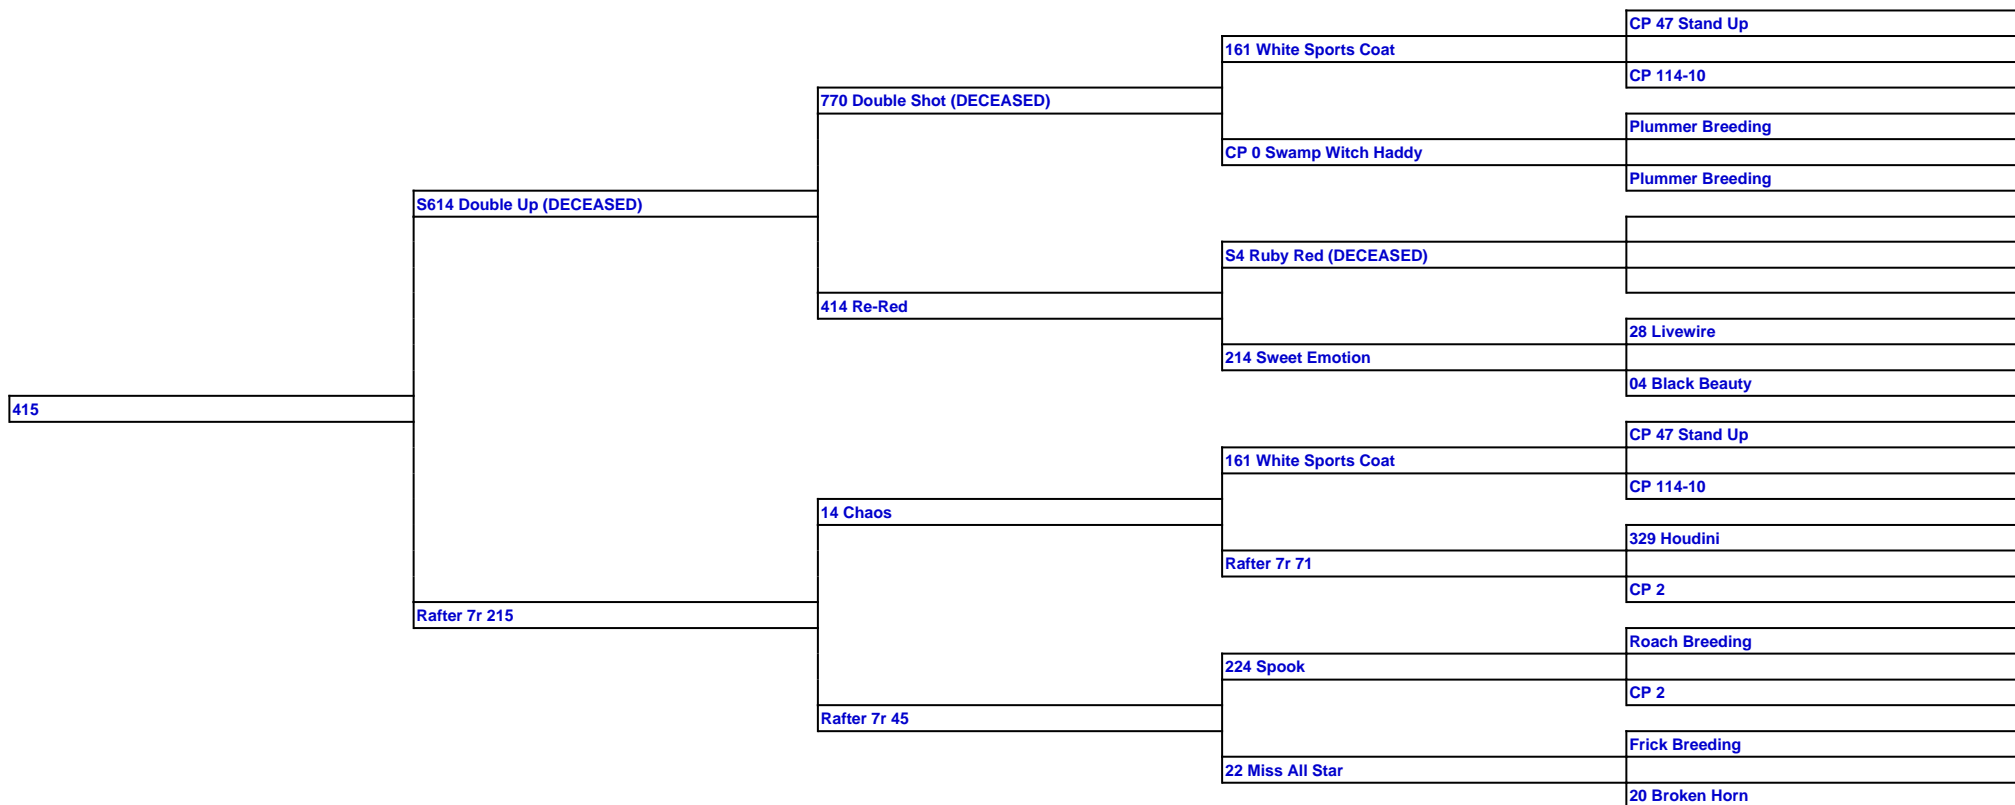 CP 47 Stand Up
161 White Sports Coat
CP 114-10
770 Double Shot (DECEASED)
Plummer Breeding
CP 0 Swamp Witch Haddy
Plummer Breeding
S614 Double Up (DECEASED)
S4 Ruby Red (DECEASED)
414 Re-Red
28 Livewire
214 Sweet Emotion
04 Black Beauty
415
CP 47 Stand Up
161 White Sports Coat
CP 114-10
14 Chaos
329 Houdini
Rafter 7r 71
CP 2
Rafter 7r 215
Roach Breeding
224 Spook
CP 2
Rafter 7r 45
Frick Breeding
22 Miss All Star
20 Broken Horn